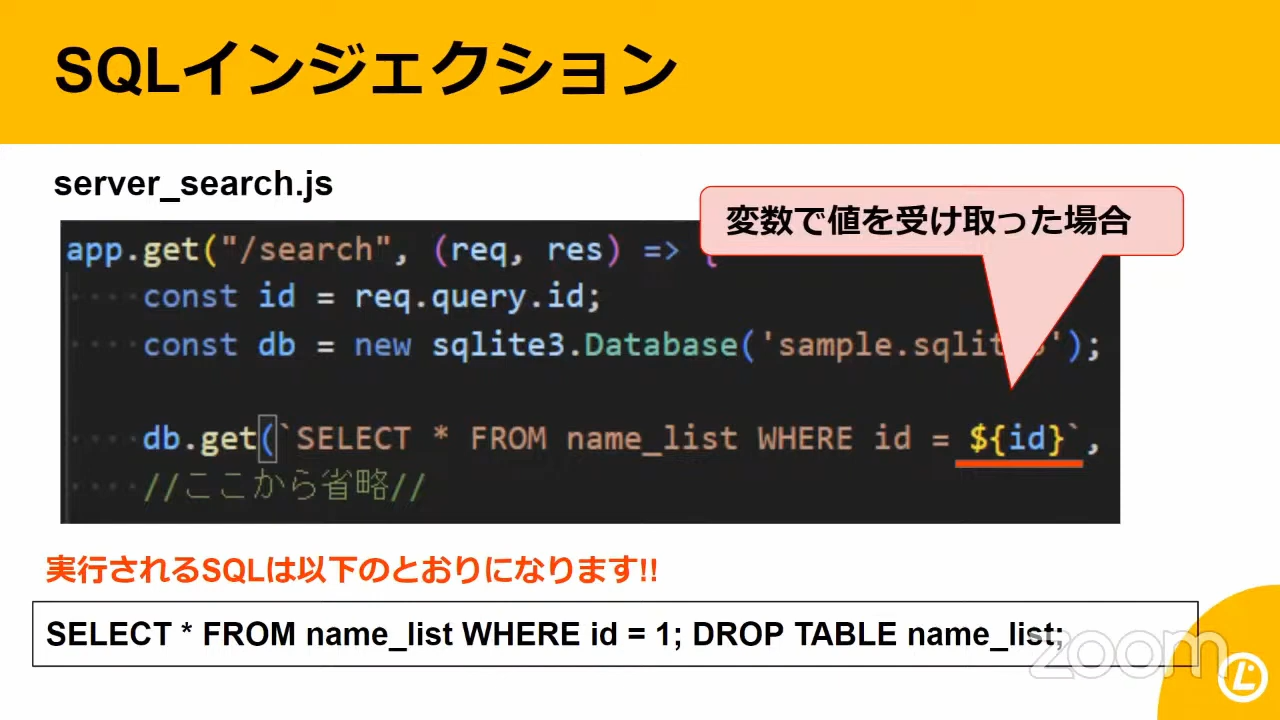 SQLインジェクション
server_search.js
変数で値を受け取った場合
app.get("/search", (req, res) => {
const id = req.query.id;
const db = new sqlite3.Database('sample.sqlite3');
db.get(`SELECT * FROM name_list WHERE id = ${id}`,
//ここから省略//
実行されるSQLは以下のとおりになります!!
SELECT * FROM name_list WHERE id = 1; DROP TABLE name_list;
zoom
L